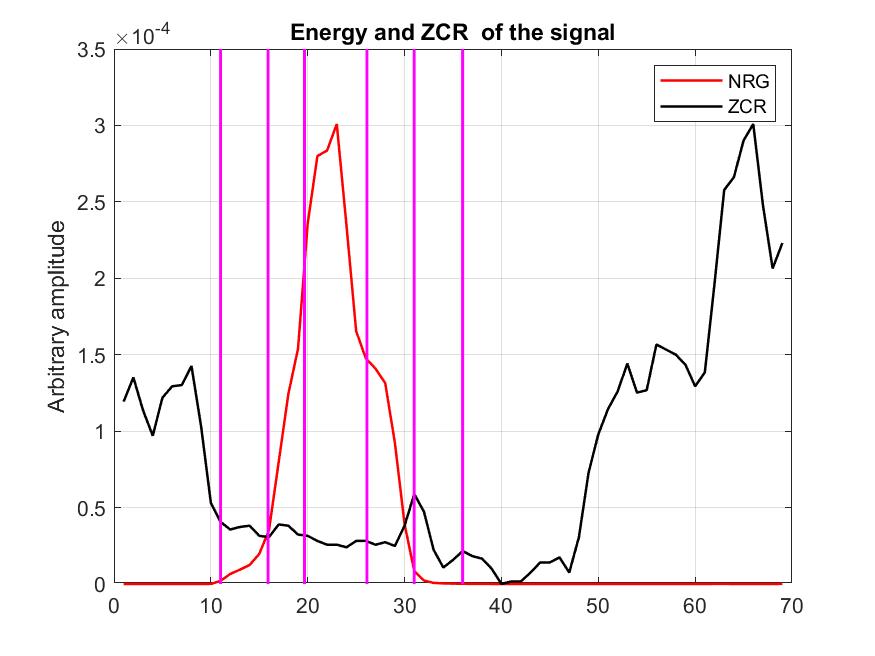 ×10⁻⁴
Energy and ZCR of the signal
3.5
3
2.5
2
1.5
1
0.5
0
Arbitrary amplitude
NRG
ZCR
0 10 20 30 40 50 60 70